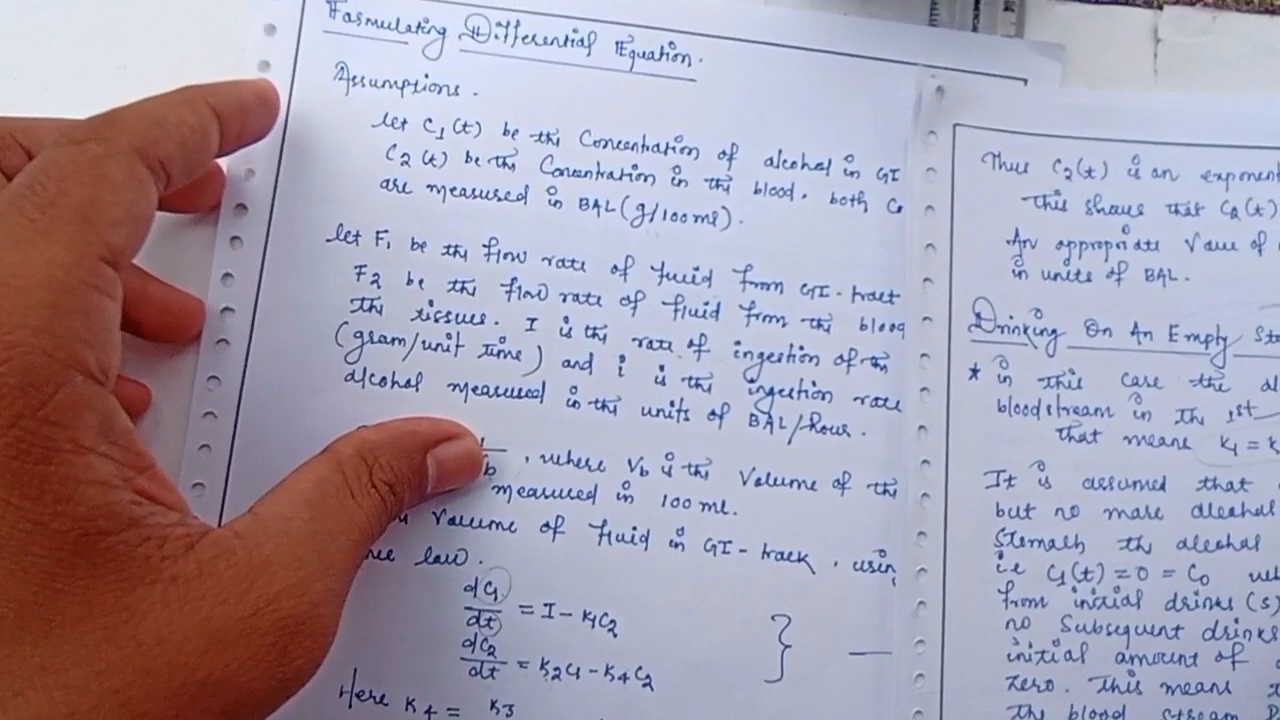 Formulating Differential Equation.
Assumptions.
let C₁(t) be the Concentration of alcohol in GI
C₂(t) be the Concentration in the blood. both Co
are measured in BAL (g/100ml).
let F₁ be the flow rate of fluid from GI-tract
F₂ be the flow rate of fluid from the blood
the tissues. I is the rate of ingestion of the
(gram/unit time) and i is the ingestion rate
alcohol measured in the units of BAL/hour.
, where Vb is the Volume of the
measured in 100 ml.
Volume of fluid in GI-track, usin
law.
dC₁/dt = I - K₁C₂
dC₂/dt = K₂C₁ - K₄C₂
Here K₄ = K₃
Thus C₂(t) is an exponent
This shows that C₂(t)
An appropriate Value of
in units of BAL.
Drinking On An Empty Sto
* in this case the al
bloodstream in the 1st
that means K₁ = K
It is assumed that
but no more alcohol
Stomach the alcohol
i.e C₁(t) = 0 = C₀ wh
from initial drinks (s)
no Subsequent drinks
initial amount of
zero. This means
the blood stream